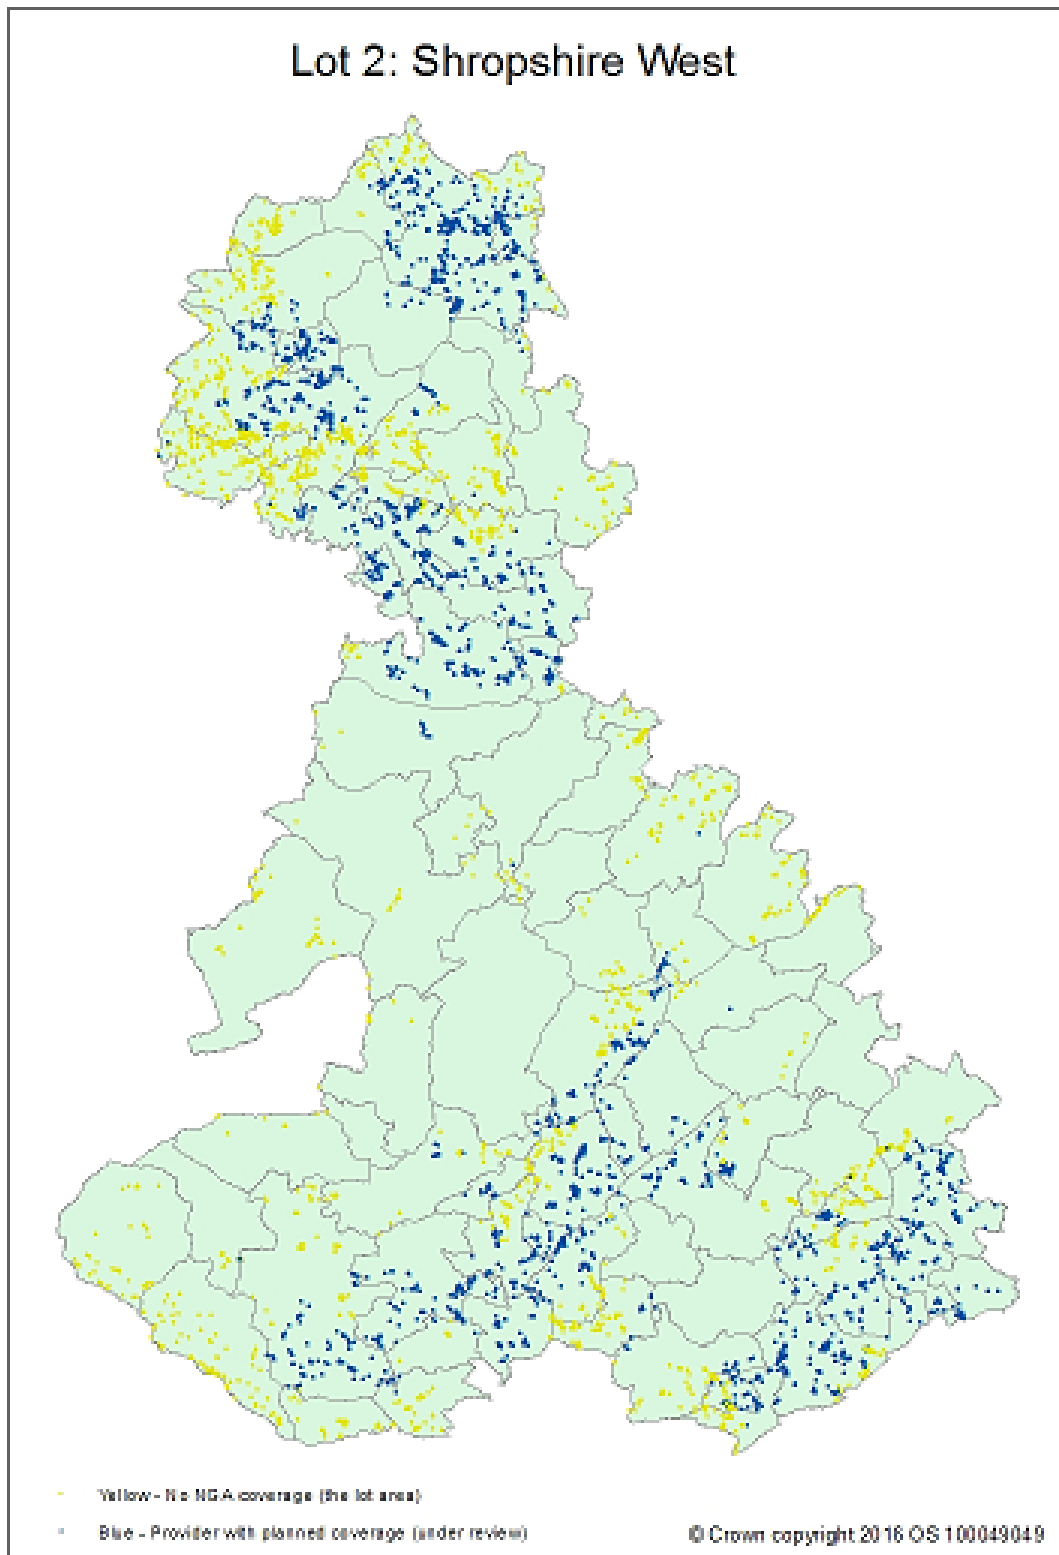 Lot 2: Shropshire West
Yellow - No NGA coverage (the lot area)
Blue - Provider with planned coverage (under review)
© Crown copyright 2016 OS 100049049